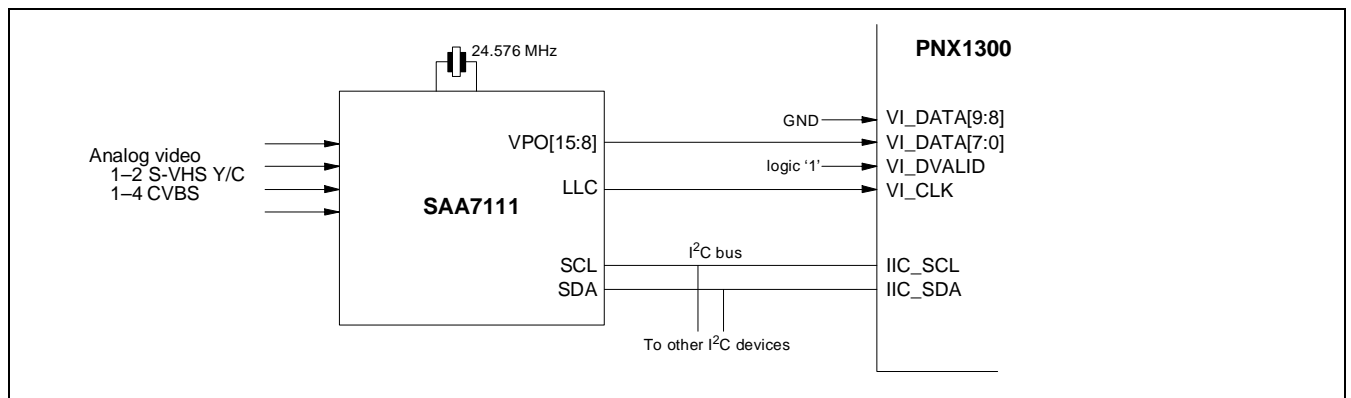 24.576 MHz
PNX1300
GND
VI_DATA[9:8]
VPO[15:8]
VI_DATA[7:0]
Analog video
1–2 S-VHS Y/C
1–4 CVBS
logic ‘1’
VI_DVALID
LLC
VI_CLK
SAA7111
I²C bus
SCL
IIC_SCL
SDA
IIC_SDA
To other I²C devices